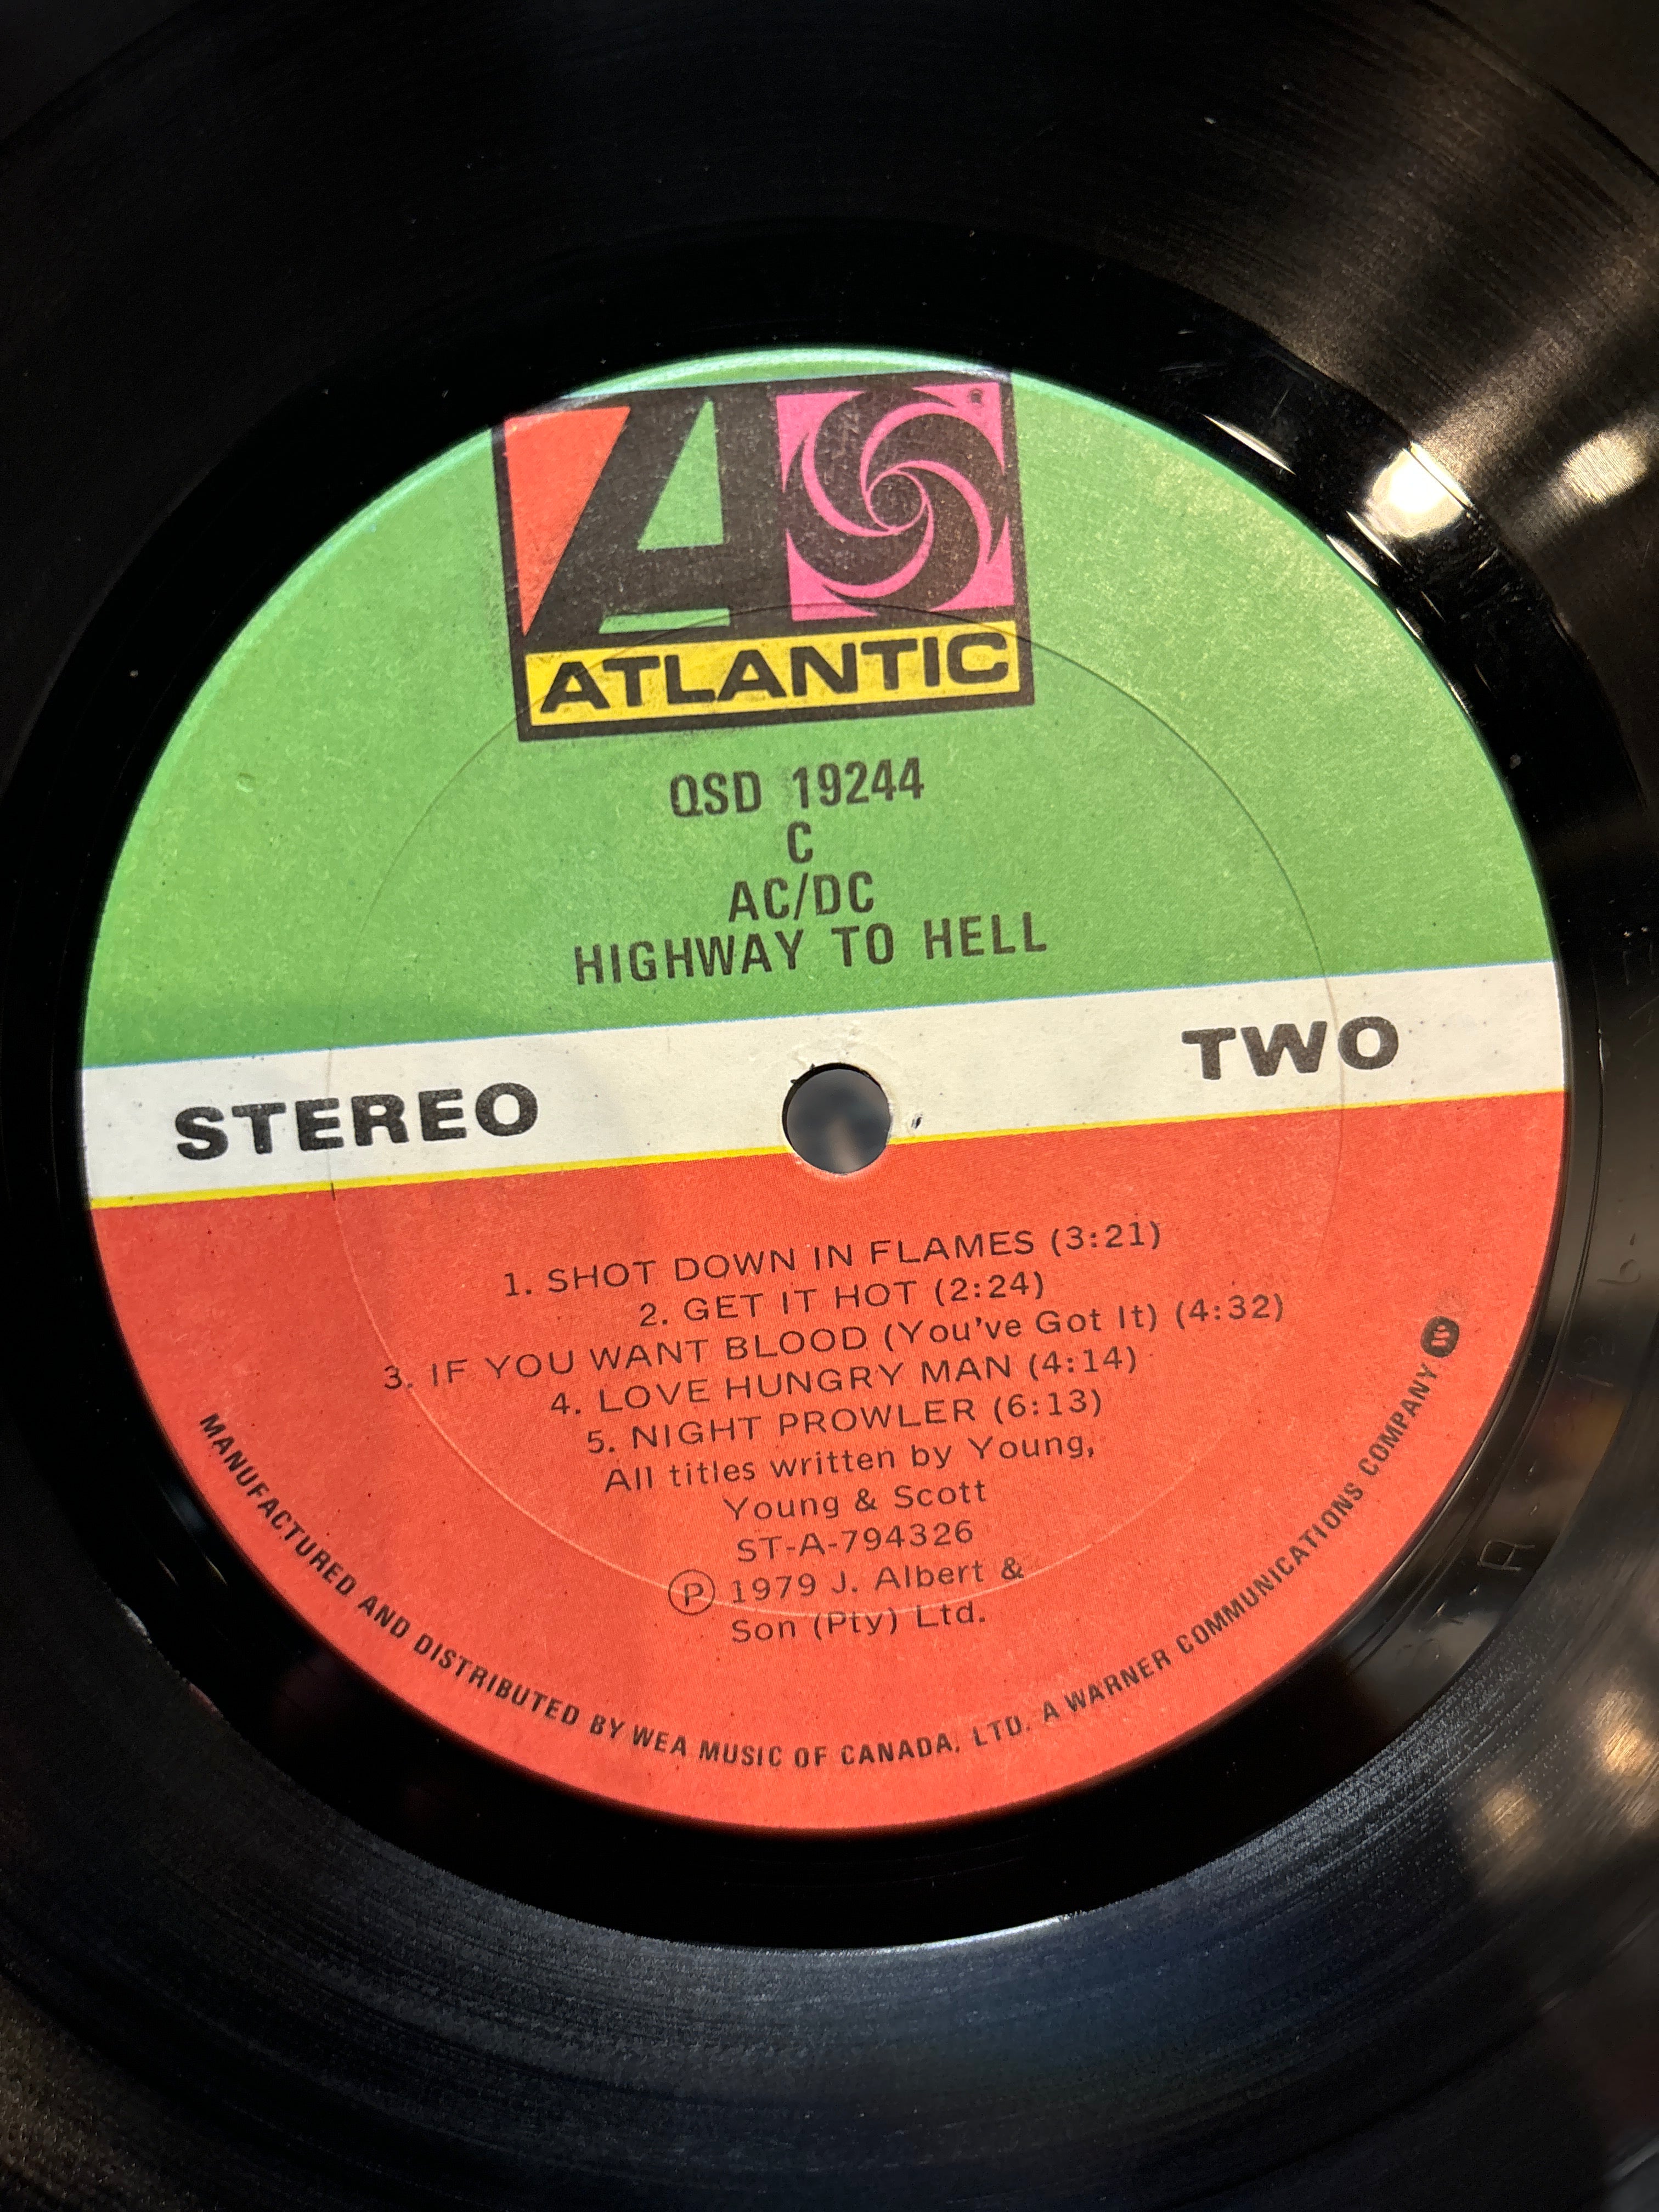 ATLANTIC
QSD 19244
C
AC/DC
HIGHWAY TO HELL
STEREO
TWO
1. SHOT DOWN IN FLAMES (3:21)
2. GET IT HOT (2:24)
3. IF YOU WANT BLOOD (You've Got It) (4:32)
4. LOVE HUNGRY MAN (4:14)
5. NIGHT PROWLER (6:13)
All titles written by Young,
Young & Scott
ST-A-794326
Ⓟ 1979 J. Albert &
Son (Pty) Ltd.
MANUFACTURED AND DISTRIBUTED BY WEA MUSIC OF CANADA, LTD. A WARNER COMMUNICATIONS COMPANY